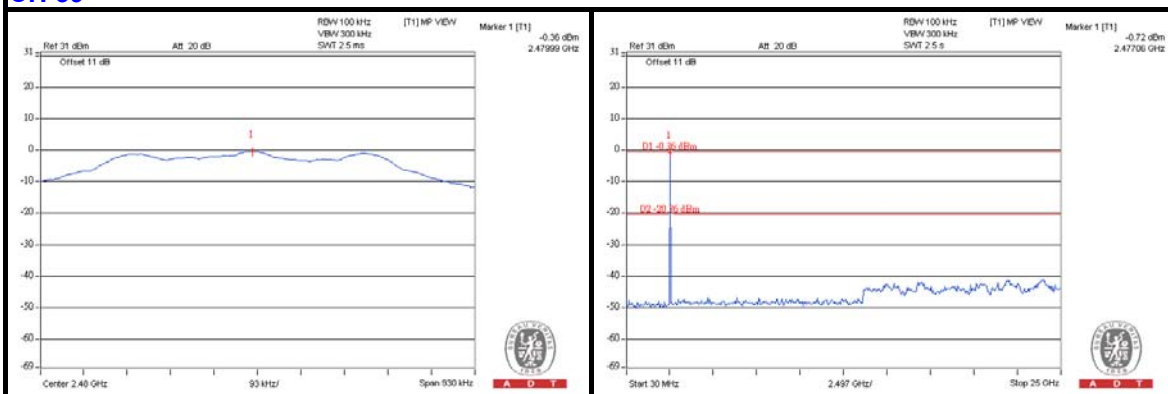 RBW 100 kHz [T1] MP VIEW Marker 1 [T1]
VBW 300 kHz -0.36 dBm
Ref 31 dBm Att 20 dB SWT 2.5 ms 2.47999 GHz
31
Offset 11 dB
20
10
1
0
-10
-20
-30
-40
-50
-60
-69
Center 2.48 GHz 93 kHz/ Span 930 kHz
A D T
RBW 100 kHz [T1] MP VIEW Marker 1 [T1]
VBW 300 kHz -0.72 dBm
Ref 31 dBm Att 20 dB SWT 2.5 s 2.47706 GHz
31
Offset 11 dB
20
10
1
0
D1 -0.36 dBm
-10
-20
D2 -20.36 dBm
-30
-40
-50
-60
-69
Start 30 MHz 2.497 GHz/ Stop 25 GHz
A D T